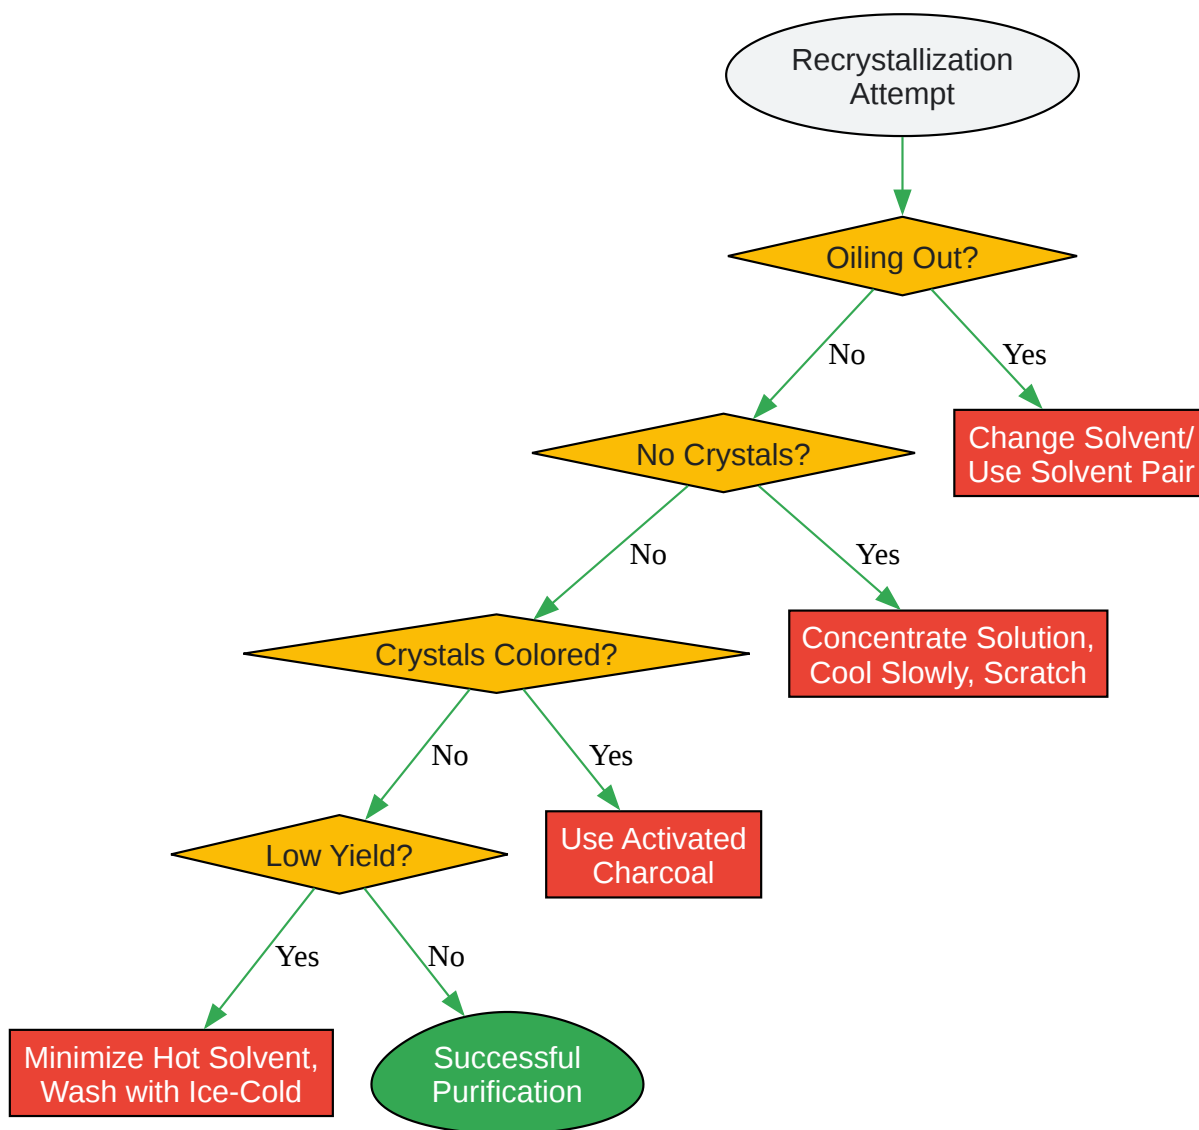 Recrystallization
Attempt
Oiling Out?
No
Yes
No Crystals?
Change Solvent/
Use Solvent Pair
No
Yes
Crystals Colored?
Concentrate Solution,
Cool Slowly, Scratch
No
Yes
Low Yield?
Use Activated
Charcoal
Yes
No
Minimize Hot Solvent,
Wash with Ice-Cold
Successful
Purification